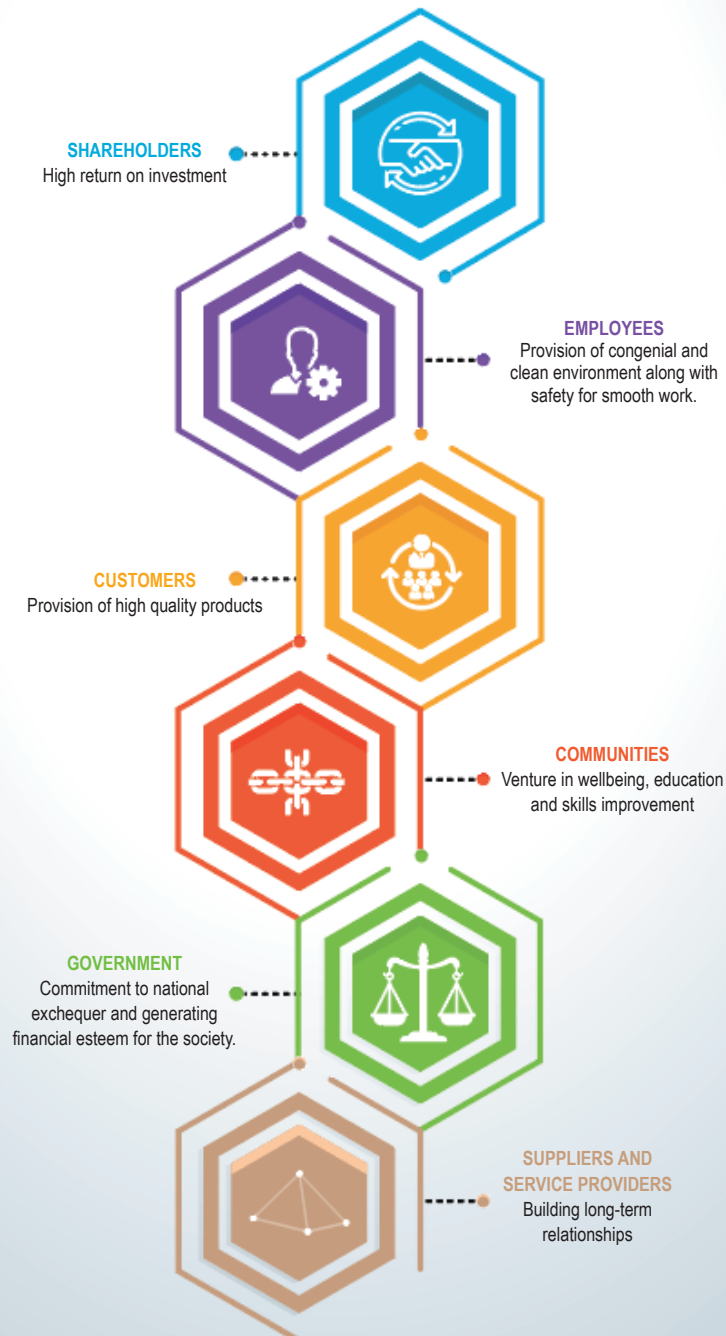 SHAREHOLDERS
High return on investment
EMPLOYEES
Provision of congenial and
clean environment along with
safety for smooth work.
CUSTOMERS
Provision of high quality products
COMMUNITIES
Venture in wellbeing, education
and skills improvement
GOVERNMENT
Commitment to national
exchequer and generating
financial esteem for the society.
SUPPLIERS AND
SERVICE PROVIDERS
Building long-term
relationships